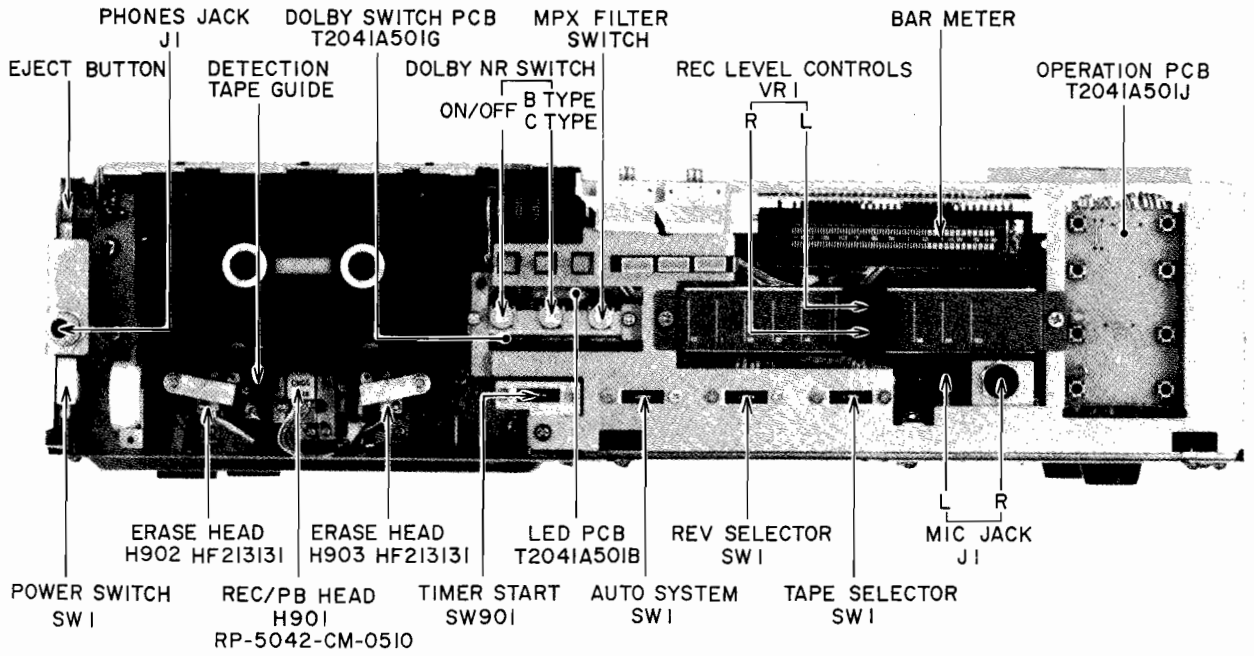 PHONES JACK
J1
DOLBY SWITCH PCB
T2041A501G
MPX FILTER
SWITCH
BAR METER
EJECT BUTTON
DETECTION
TAPE GUIDE
DOLBY NR SWITCH
ON/OFF
B TYPE
C TYPE
REC LEVEL CONTROLS
VR1
R
L
OPERATION PCB
T2041A501J
ERASE HEAD
H902 HF213131
ERASE HEAD
H903 HF213131
LED PCB
T2041A501B
REV SELECTOR
SW1
L
R
MIC JACK
J1
POWER SWITCH
SW1
REC/PB HEAD
H901
RP-5042-CM-0510
TIMER START
SW901
AUTO SYSTEM
SW1
TAPE SELECTOR
SW1